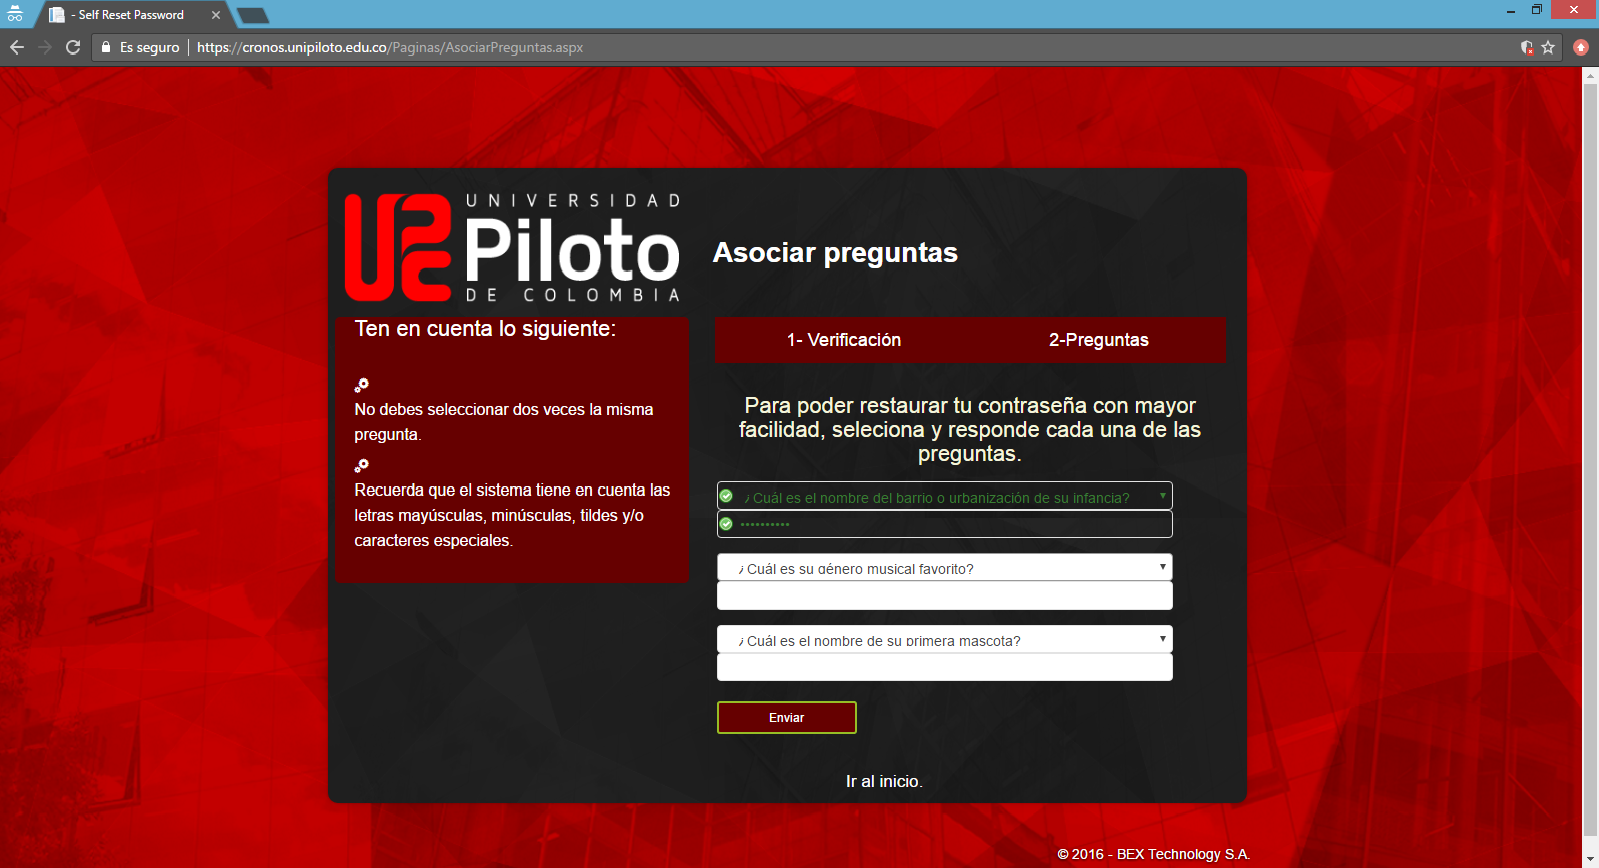 - Self Reset Password
Es seguro
https://cronos.unipiloto.edu.co/Paginas/AsociarPreguntas.aspx
UNIVERSIDAD
Piloto
DE COLOMBIA
Asociar preguntas
Ten en cuenta lo siguiente:
No debes seleccionar dos veces la misma
pregunta.
Recuerda que el sistema tiene en cuenta las
letras mayúsculas, minúsculas, tildes y/o
caracteres especiales.
1- Verificación
2-Preguntas
Para poder restaurar tu contraseña con mayor
facilidad, seleciona y responde cada una de las
preguntas.
¿Cuál es el nombre del barrio o urbanización de su infancia?
••••••••••
¿Cuál es su género musical favorito?
¿Cuál es el nombre de su primera mascota?
Enviar
Ir al inicio.
© 2016 - BEX Technology S.A.